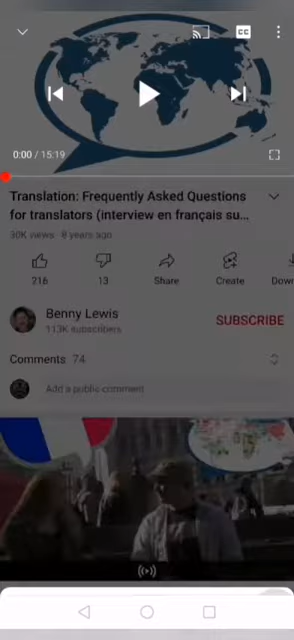 CC
0:00 / 15:19
Translation: Frequently Asked Questions
for translators (interview en français su...
30K views · 8 years ago
216
13
Share
Create
Down
Benny Lewis
113K subscribers
SUBSCRIBE
Comments 74
Add a public comment